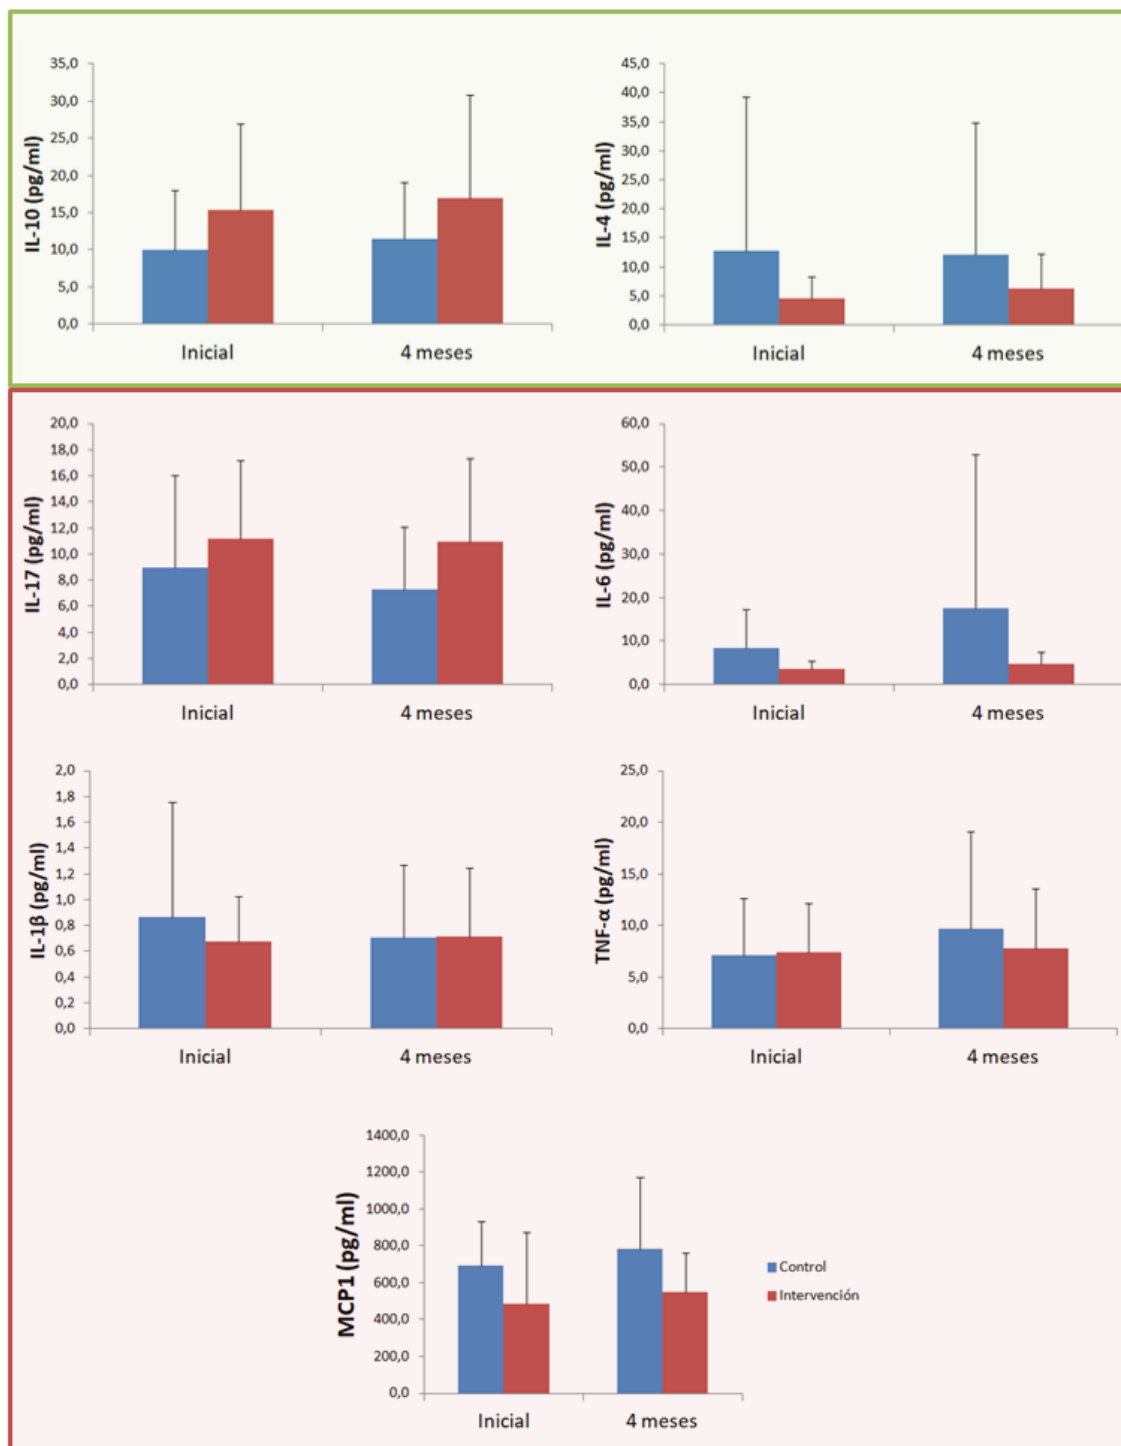 IL-10 (pg/ml)
35,0
30,0
25,0
20,0
15,0
10,0
5,0
0,0
Inicial
4 meses
IL-4 (pg/ml)
45,0
40,0
35,0
30,0
25,0
20,0
15,0
10,0
5,0
0,0
Inicial
4 meses
IL-17 (pg/ml)
20,0
18,0
16,0
14,0
12,0
10,0
8,0
6,0
4,0
2,0
0,0
Inicial
4 meses
IL-6 (pg/ml)
60,0
50,0
40,0
30,0
20,0
10,0
0,0
Inicial
4 meses
IL-1β (pg/ml)
2,0
1,8
1,6
1,4
1,2
1,0
0,8
0,6
0,4
0,2
0,0
Inicial
4 meses
TNF-α (pg/ml)
25,0
20,0
15,0
10,0
5,0
0,0
Inicial
4 meses
MCP1 (pg/ml)
1400,0
1200,0
1000,0
800,0
600,0
400,0
200,0
0,0
Inicial
4 meses
Control
Intervención